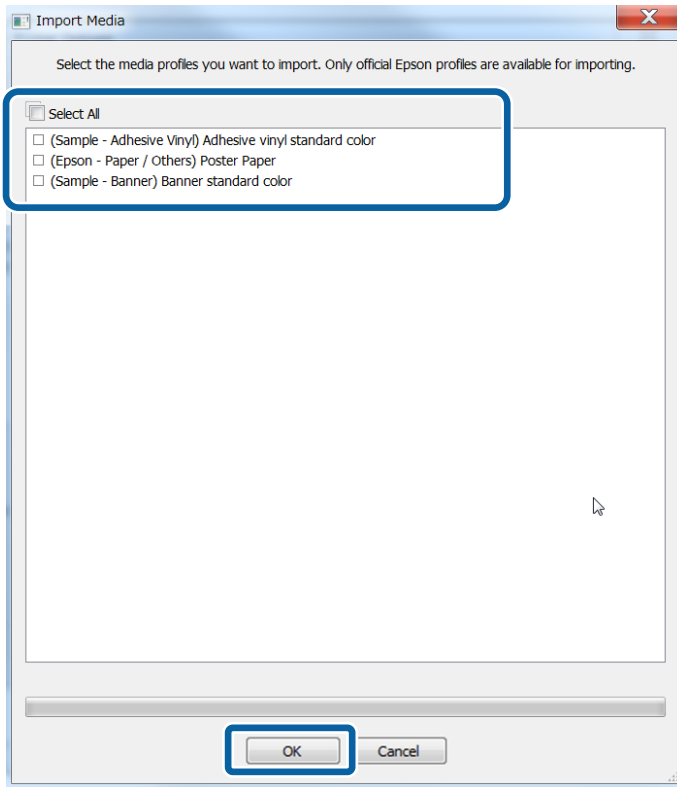 Import Media
Select the media profiles you want to import. Only official Epson profiles are available for importing.
Select All
(Sample - Adhesive Vinyl) Adhesive vinyl standard color
(Epson - Paper / Others) Poster Paper
(Sample - Banner) Banner standard color
OK Cancel